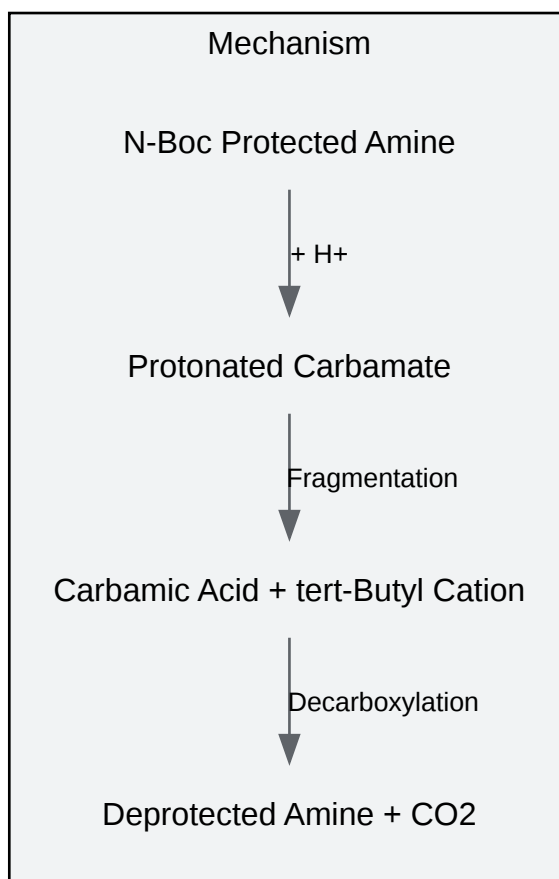 Mechanism
N-Boc Protected Amine
+ H+
Protonated Carbamate
Fragmentation
Carbamic Acid + tert-Butyl Cation
Decarboxylation
Deprotected Amine + CO2